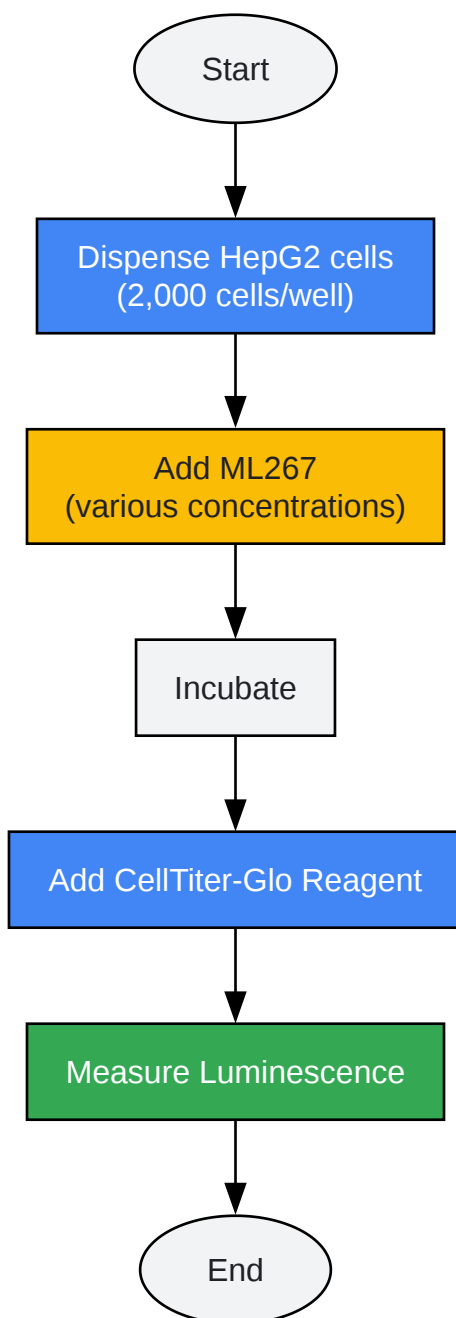 Start
Dispense HepG2 cells
(2,000 cells/well)
Add ML267
(various concentrations)
Incubate
Add CellTiter-Glo Reagent
Measure Luminescence
End